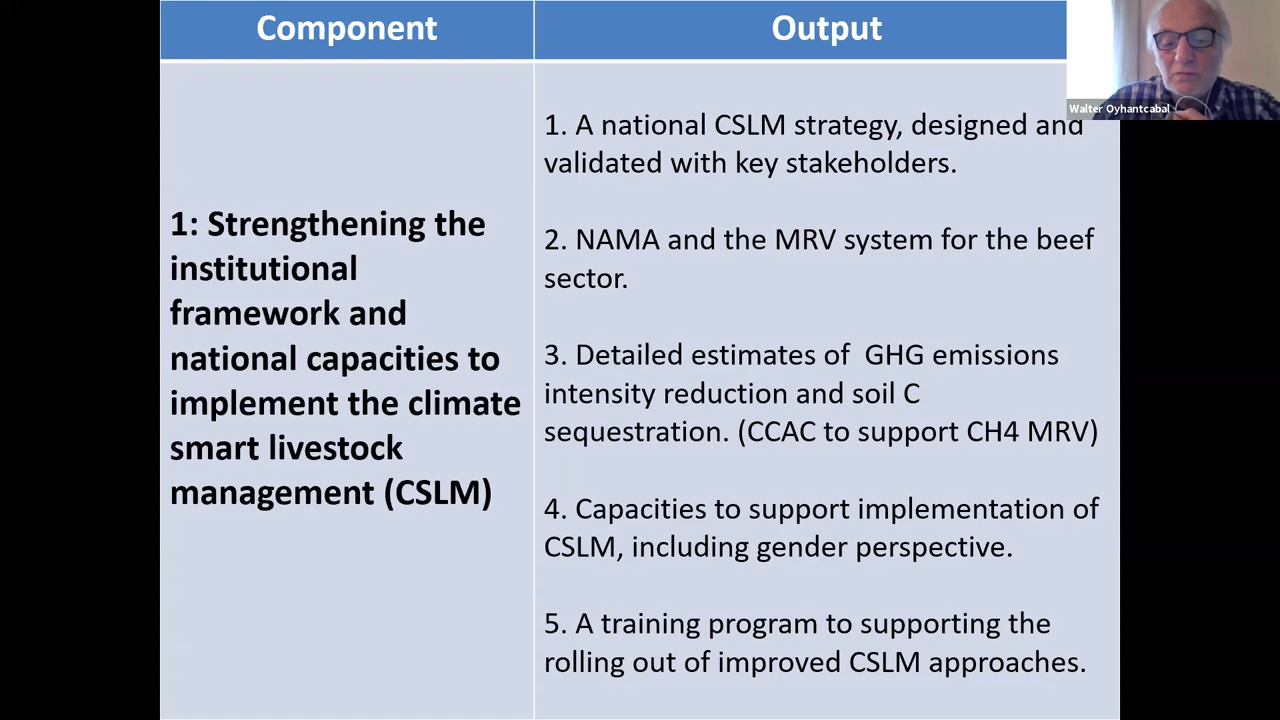 Component
Output
Walter Oyhantcabal
1: Strengthening the
institutional
framework and
national capacities to
implement the climate
smart livestock
management (CSLM)
1. A national CSLM strategy, designed and
validated with key stakeholders.
2. NAMA and the MRV system for the beef
sector.
3. Detailed estimates of  GHG emissions
intensity reduction and soil C
sequestration. (CCAC to support CH4 MRV)
4. Capacities to support implementation of
CSLM, including gender perspective.
5. A training program to supporting the
rolling out of improved CSLM approaches.